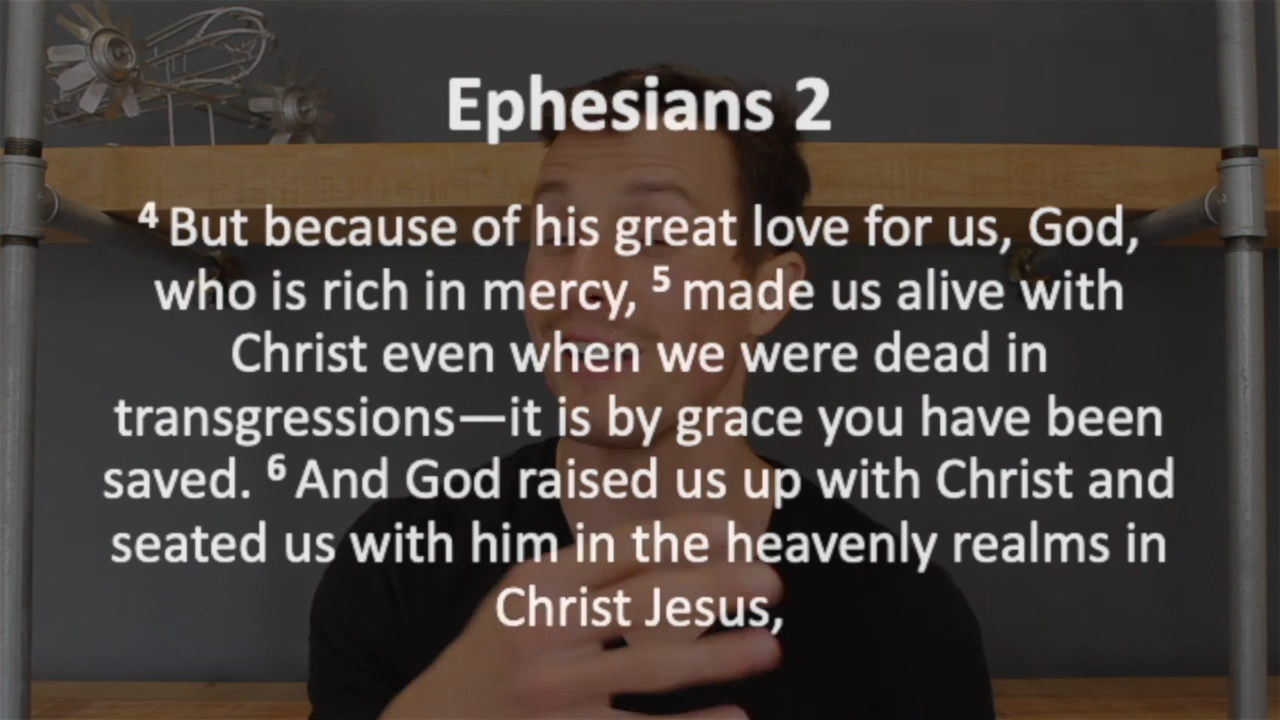 Ephesians 2
⁴ But because of his great love for us, God,
who is rich in mercy, ⁵ made us alive with
Christ even when we were dead in
transgressions—it is by grace you have been
saved. ⁶ And God raised us up with Christ and
seated us with him in the heavenly realms in
Christ Jesus,